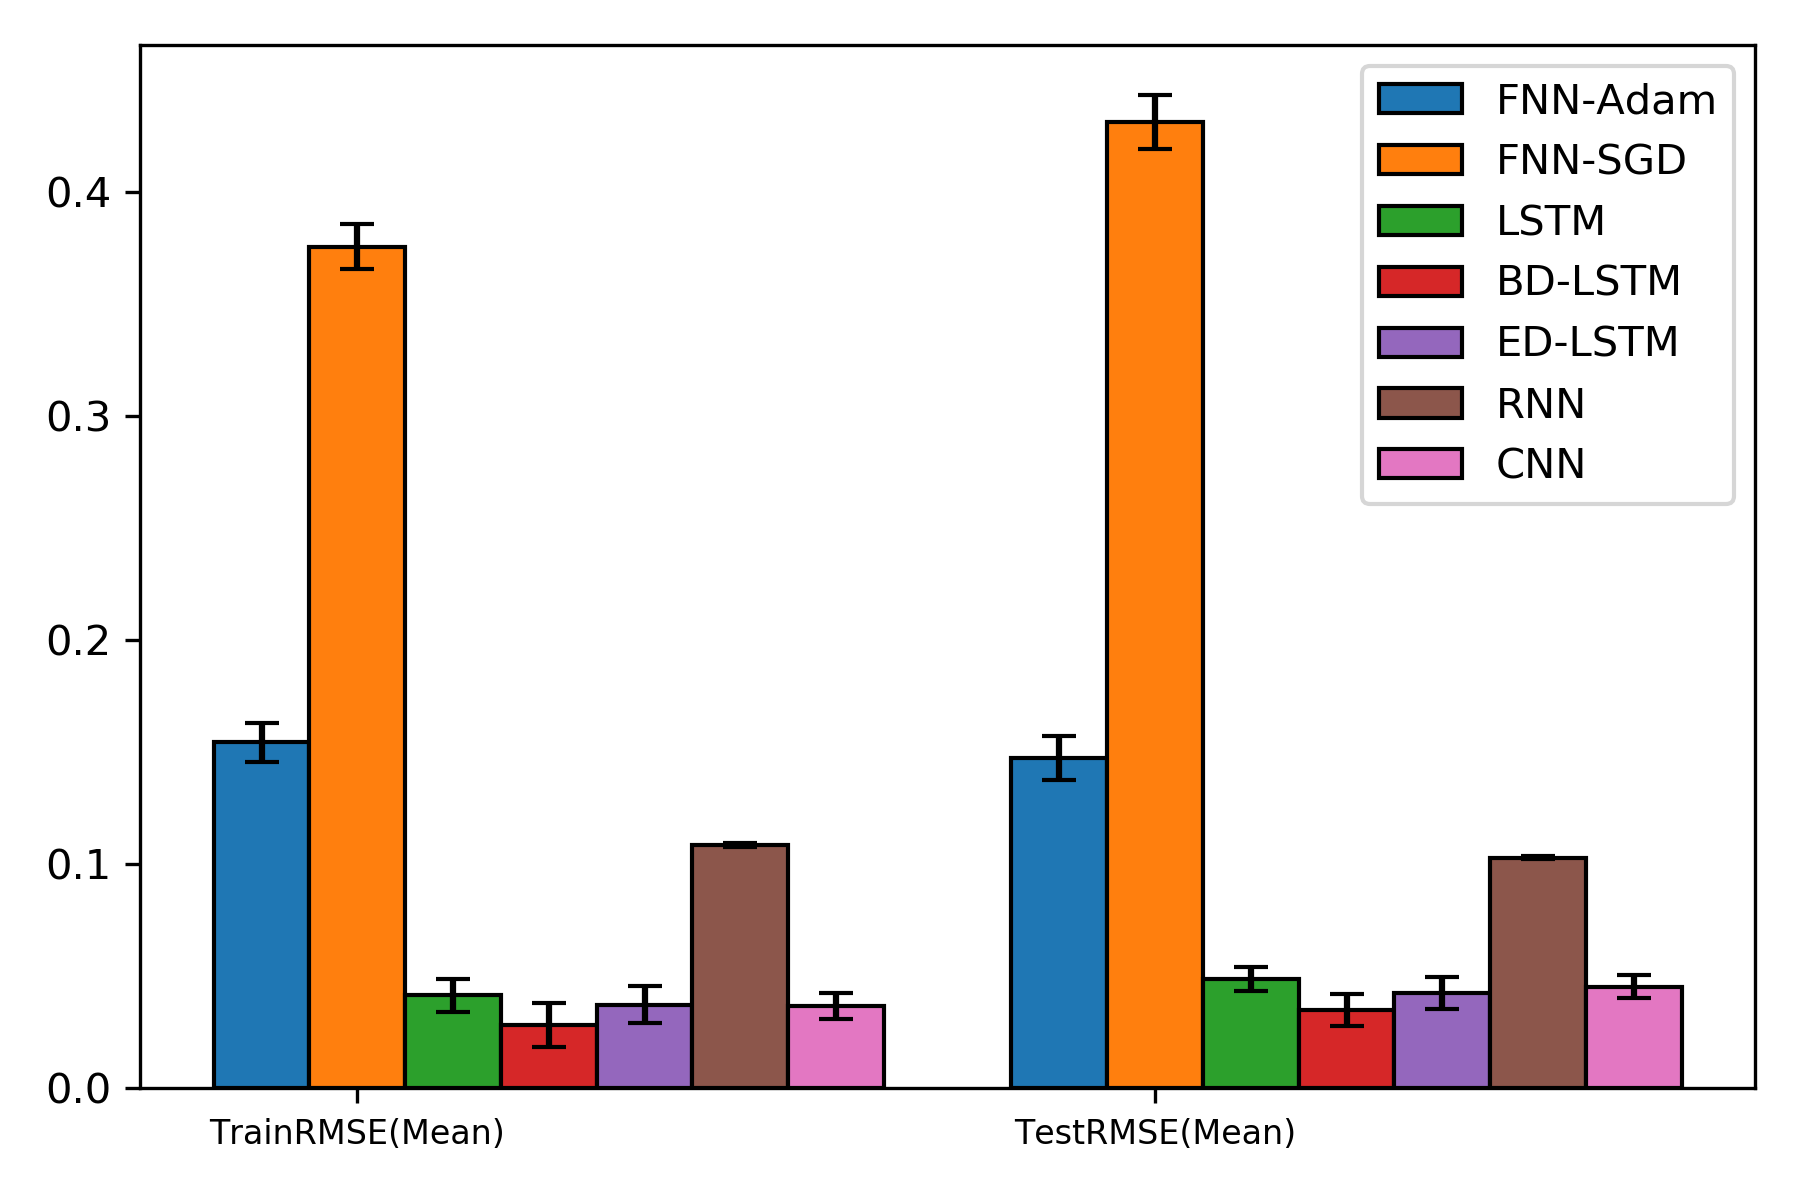 0.4
0.3
0.2
0.1
0.0
TrainRMSE(Mean)
TestRMSE(Mean)
FNN-Adam
FNN-SGD
LSTM
BD-LSTM
ED-LSTM
RNN
CNN